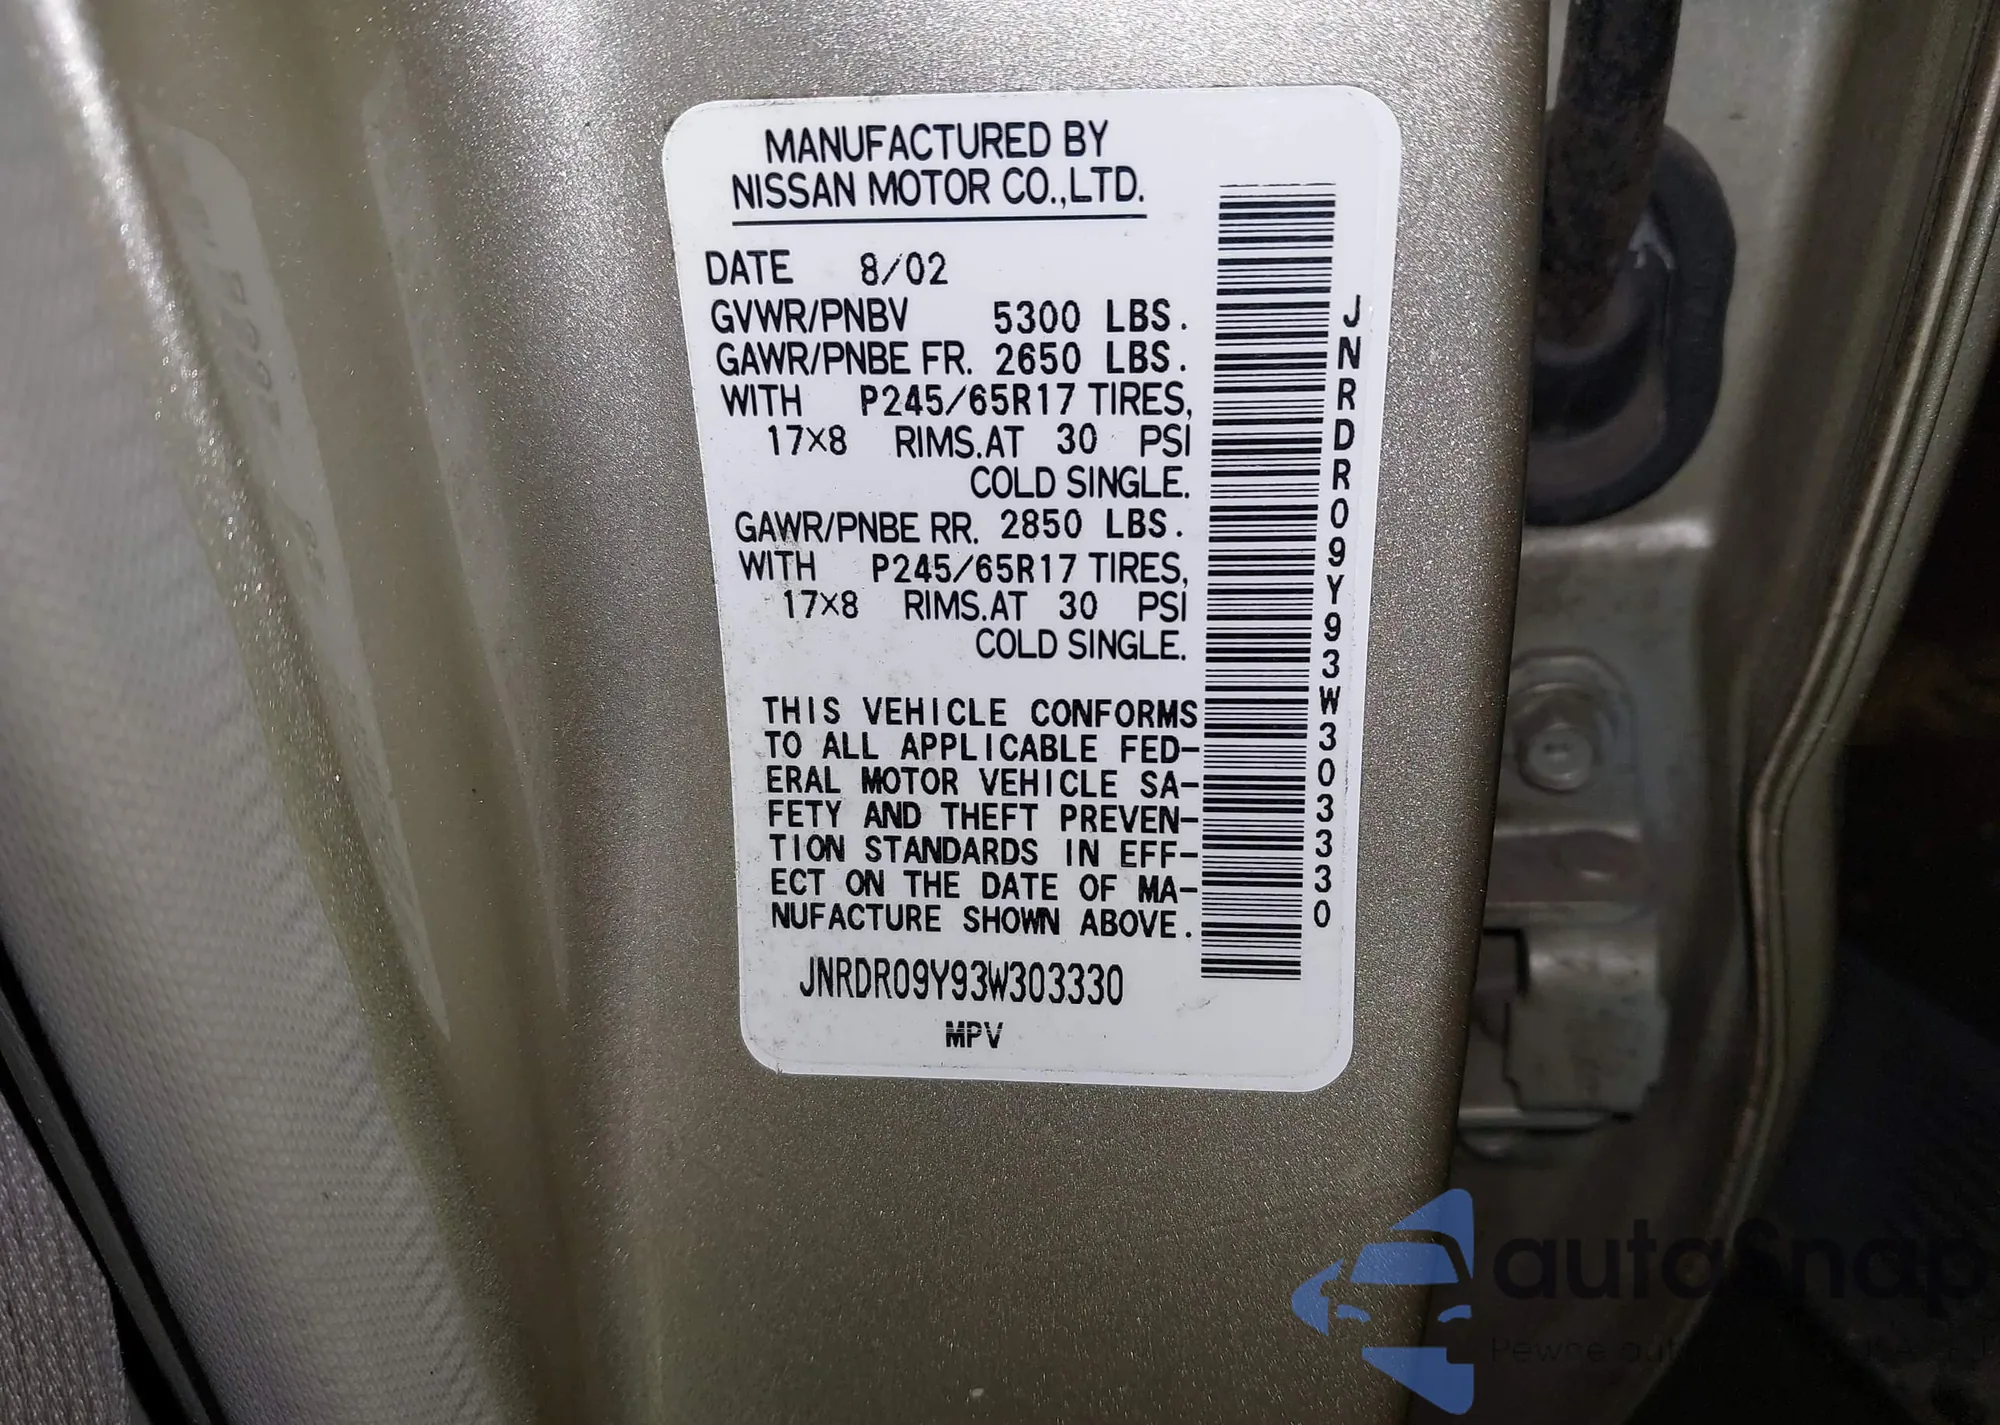 MANUFACTURED BY
NISSAN MOTOR CO.,LTD.
DATE 8/02
GVWR/PNBV 5300 LBS.
GAWR/PNBE FR. 2650 LBS.
WITH P245/65R17 TIRES,
17×8 RIMS.AT 30 PSI
COLD SINGLE.
GAWR/PNBE RR. 2850 LBS.
WITH P245/65R17 TIRES,
17×8 RIMS.AT 30 PSI
COLD SINGLE.
THIS VEHICLE CONFORMS
TO ALL APPLICABLE FED-
ERAL MOTOR VEHICLE SA-
FETY AND THEFT PREVEN-
TION STANDARDS IN EFF-
ECT ON THE DATE OF MA-
NUFACTURE SHOWN ABOVE.
JNRDR09Y93W303330
MPV
JNRDR09Y93W303330
autosnap
Pewne